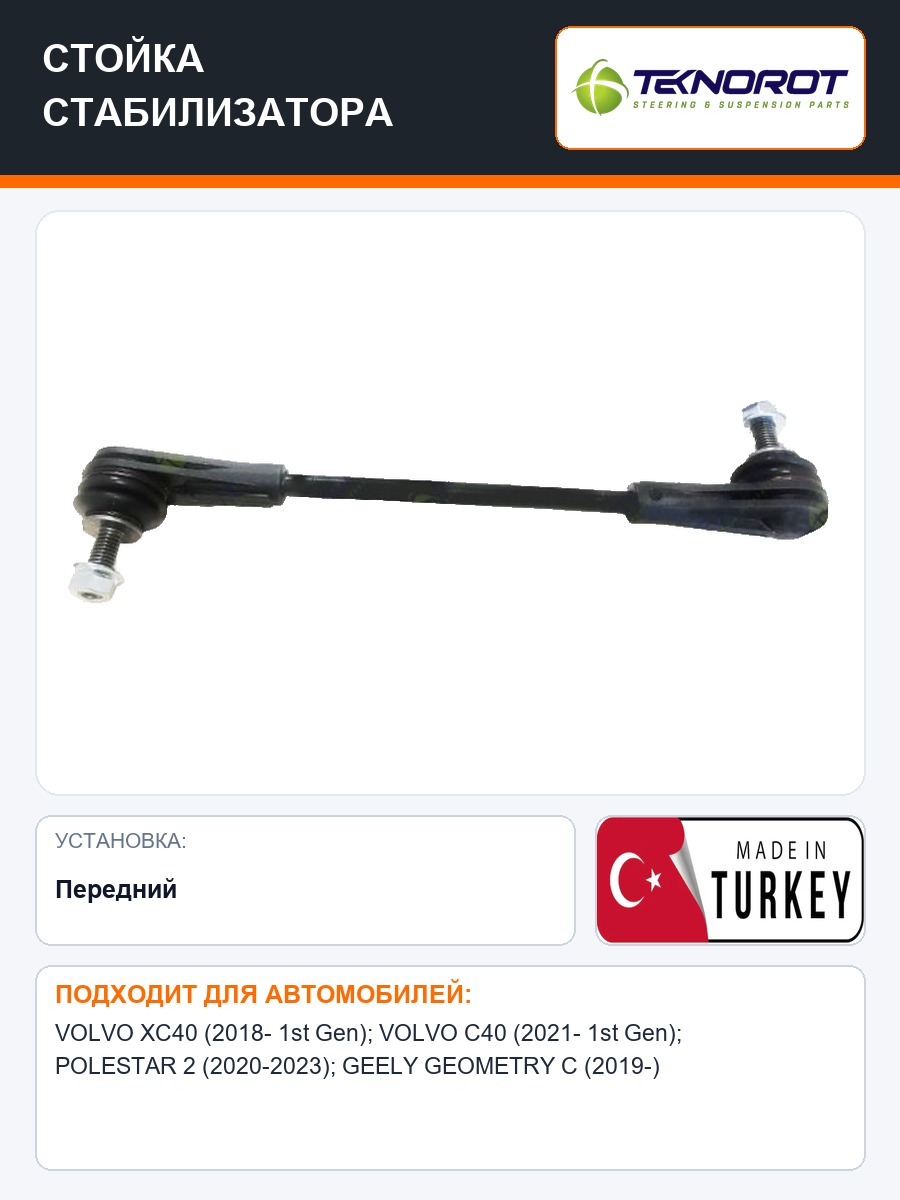 СТОЙКА
СТАБИЛИЗАТОРА
TEKNOROT
STEERING & SUSPENSION PARTS
УСТАНОВКА:
Передний
MADE IN
TURKEY
ПОДХОДИТ ДЛЯ АВТОМОБИЛЕЙ:
VOLVO XC40 (2018- 1st Gen); VOLVO C40 (2021- 1st Gen);
POLESTAR 2 (2020-2023); GEELY GEOMETRY C (2019-)